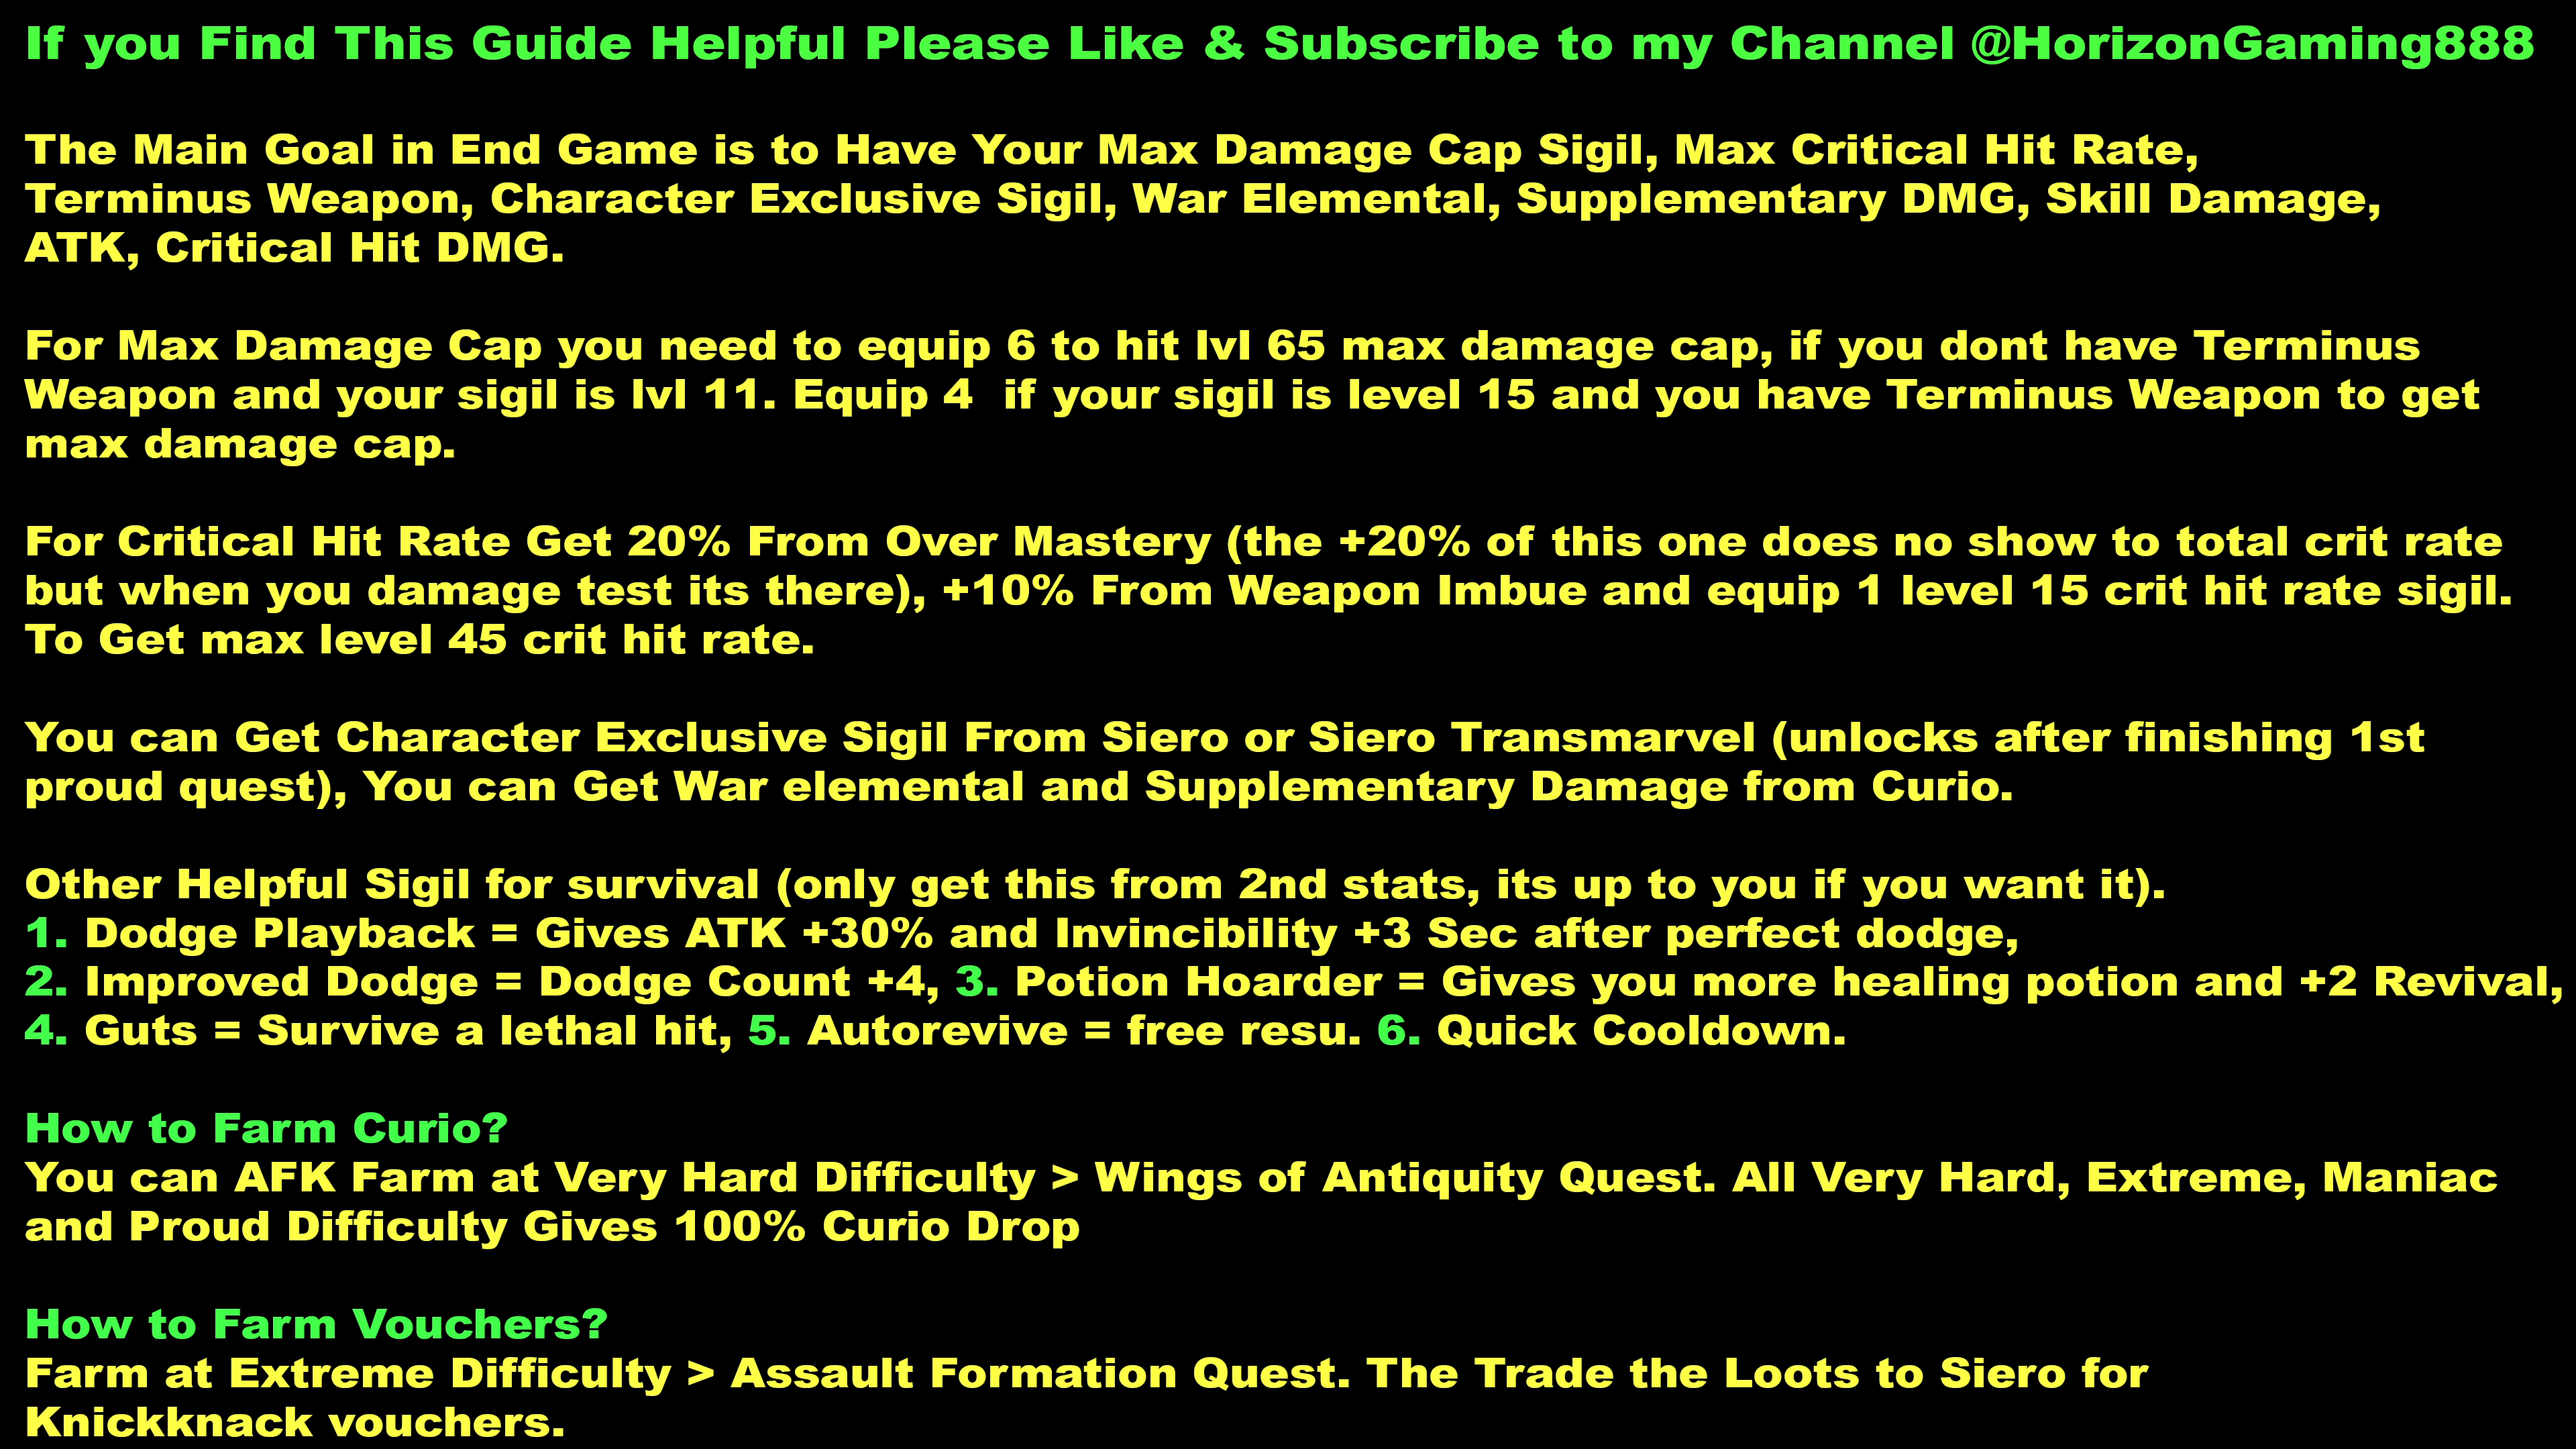 If you Find This Guide Helpful Please Like & Subscribe to my Channel @HorizonGaming888
The Main Goal in End Game is to Have Your Max Damage Cap Sigil, Max Critical Hit Rate,
Terminus Weapon, Character Exclusive Sigil, War Elemental, Supplementary DMG, Skill Damage,
ATK, Critical Hit DMG.
For Max Damage Cap you need to equip 6 to hit lvl 65 max damage cap, if you dont have Terminus
Weapon and your sigil is lvl 11. Equip 4  if your sigil is level 15 and you have Terminus Weapon to get
max damage cap.
For Critical Hit Rate Get 20% From Over Mastery (the +20% of this one does no show to total crit rate
but when you damage test its there), +10% From Weapon Imbue and equip 1 level 15 crit hit rate sigil.
To Get max level 45 crit hit rate.
You can Get Character Exclusive Sigil From Siero or Siero Transmarvel (unlocks after finishing 1st
proud quest), You can Get War elemental and Supplementary Damage from Curio.
Other Helpful Sigil for survival (only get this from 2nd stats, its up to you if you want it).
1. Dodge Playback = Gives ATK +30% and Invincibility +3 Sec after perfect dodge,
2. Improved Dodge = Dodge Count +4, 3. Potion Hoarder = Gives you more healing potion and +2 Revival,
4. Guts = Survive a lethal hit, 5. Autorevive = free resu. 6. Quick Cooldown.
How to Farm Curio?
You can AFK Farm at Very Hard Difficulty > Wings of Antiquity Quest. All Very Hard, Extreme, Maniac
and Proud Difficulty Gives 100% Curio Drop
How to Farm Vouchers?
Farm at Extreme Difficulty > Assault Formation Quest. The Trade the Loots to Siero for
Knickknack vouchers.